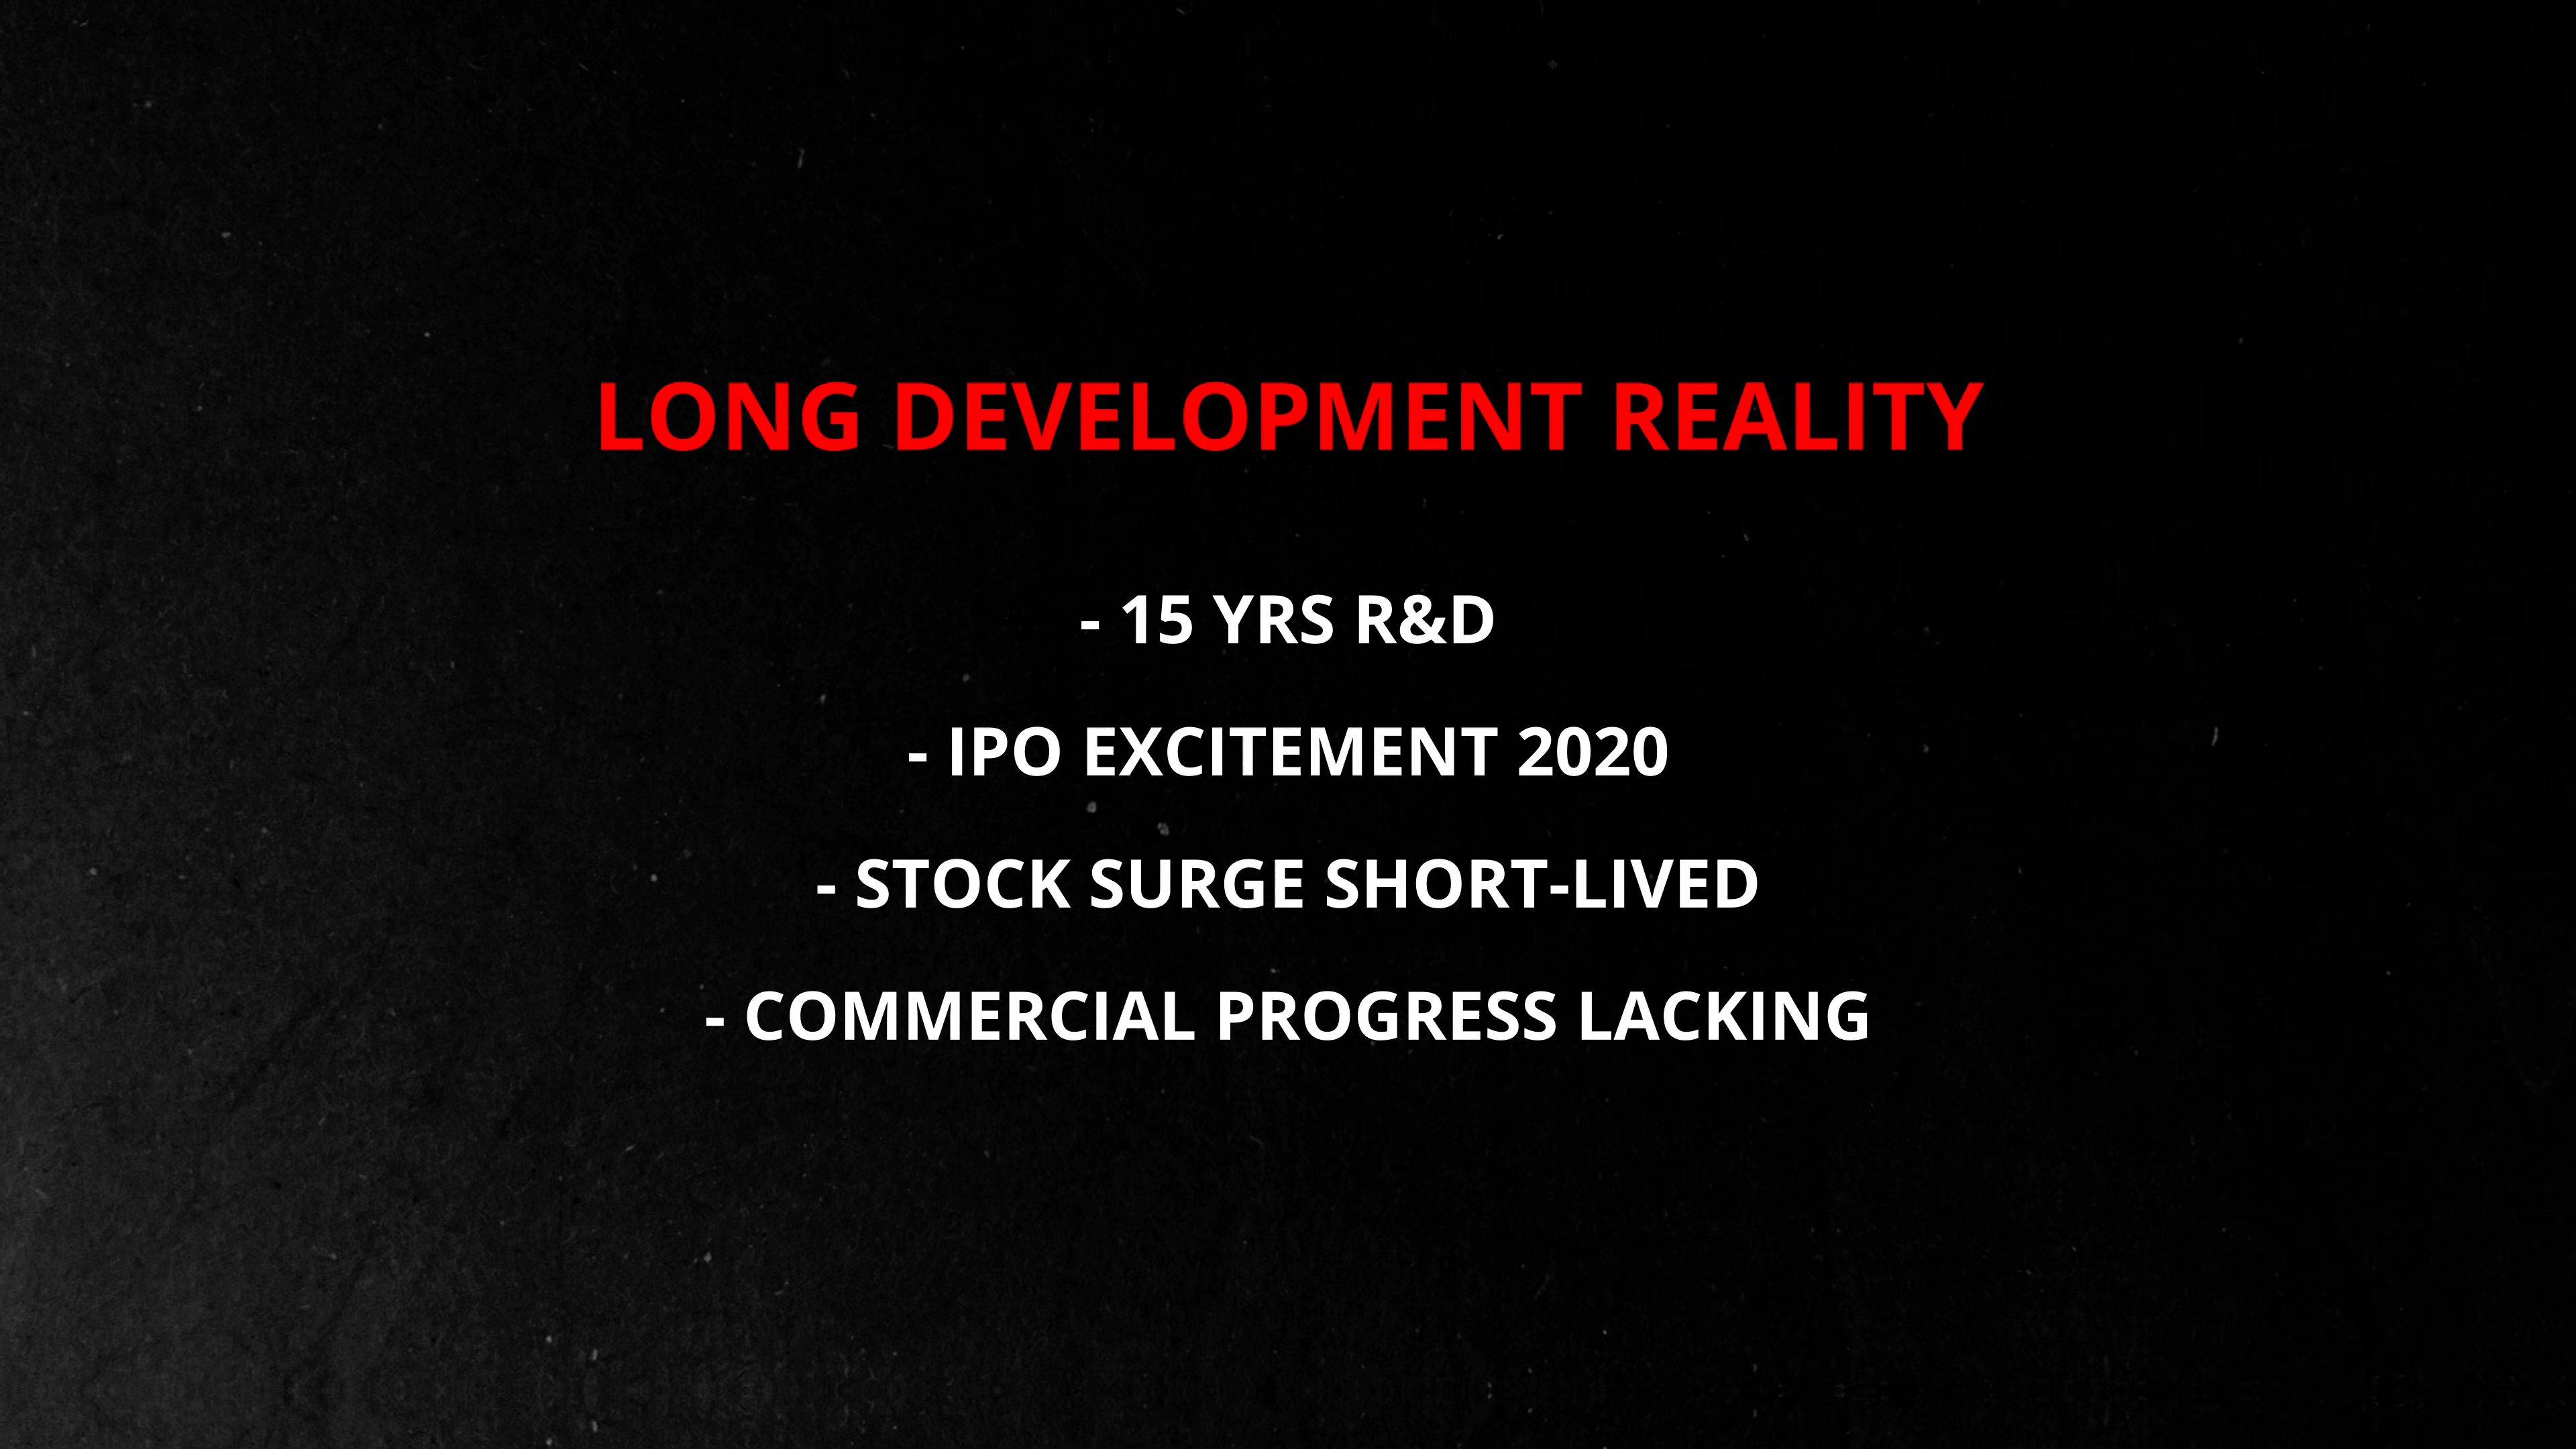 LONG DEVELOPMENT REALITY
- 15 YRS R&D
- IPO EXCITEMENT 2020
- STOCK SURGE SHORT-LIVED
- COMMERCIAL PROGRESS LACKING